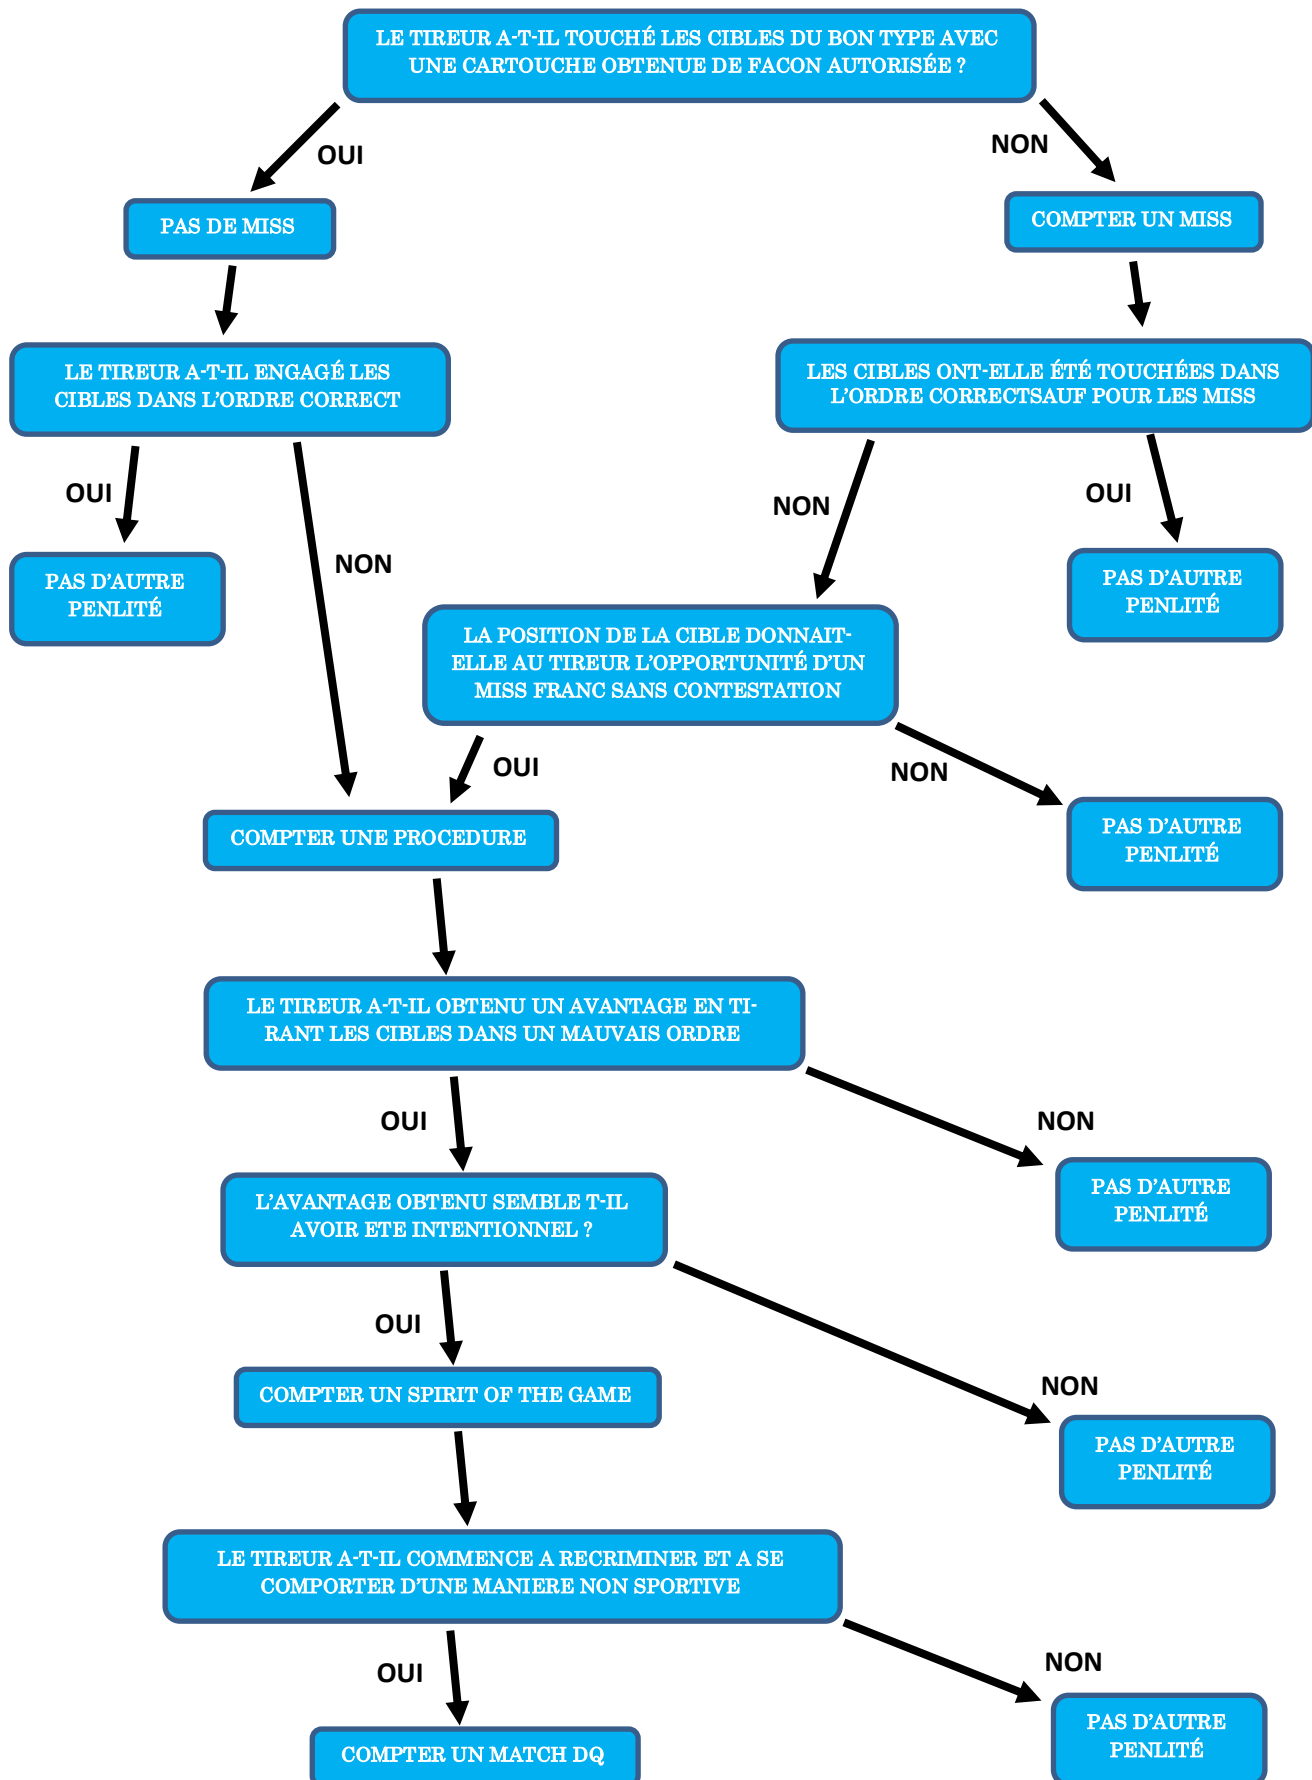 LE TIREUR A-T-IL TOUCHÉ LES CIBLES DU BON TYPE AVEC
UNE CARTOUCHE OBTENUE DE FACON AUTORISÉE ?
OUI
NON
PAS DE MISS
COMPTER UN MISS
LE TIREUR A-T-IL ENGAGÉ LES
CIBLES DANS L'ORDRE CORRECT
LES CIBLES ONT-ELLE ÉTÉ TOUCHÉES DANS
L'ORDRE CORRECTSAUF POUR LES MISS
OUI
NON
NON
OUI
PAS D'AUTRE
PENLITÉ
PAS D'AUTRE
PENLITÉ
LA POSITION DE LA CIBLE DONNAIT-
ELLE AU TIREUR L'OPPORTUNITÉ D'UN
MISS FRANC SANS CONTESTATION
OUI
NON
COMPTER UNE PROCEDURE
PAS D'AUTRE
PENLITÉ
LE TIREUR A-T-IL OBTENU UN AVANTAGE EN TI-
RANT LES CIBLES DANS UN MAUVAIS ORDRE
OUI
NON
L'AVANTAGE OBTENU SEMBLE T-IL
AVOIR ETE INTENTIONNEL ?
PAS D'AUTRE
PENLITÉ
OUI
NON
COMPTER UN SPIRIT OF THE GAME
PAS D'AUTRE
PENLITÉ
LE TIREUR A-T-IL COMMENCE A RECRIMINER ET A SE
COMPORTER D'UNE MANIERE NON SPORTIVE
OUI
NON
COMPTER UN MATCH DQ
PAS D'AUTRE
PENLITÉ